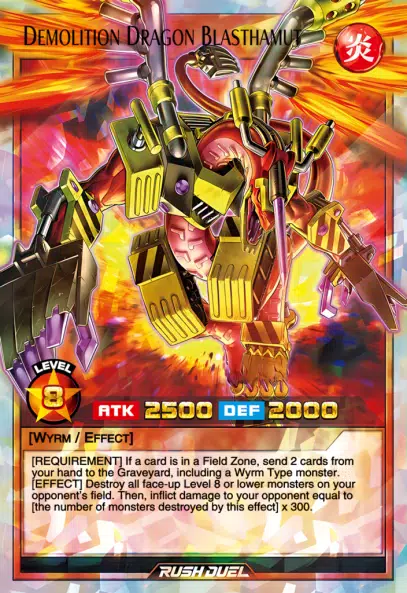 DEMOLITION DRAGON BLASTHAMUT
炎
LEVEL
8
ATK 2500 DEF 2000
[WYRM / EFFECT]
[REQUIREMENT] If a card is in a Field Zone, send 2 cards from
your hand to the Graveyard, including a Wyrm Type monster.
[EFFECT] Destroy all face-up Level 8 or lower monsters on your
opponent's field. Then, inflict damage to your opponent equal to
[the number of monsters destroyed by this effect] x 300.
RUSH DUEL